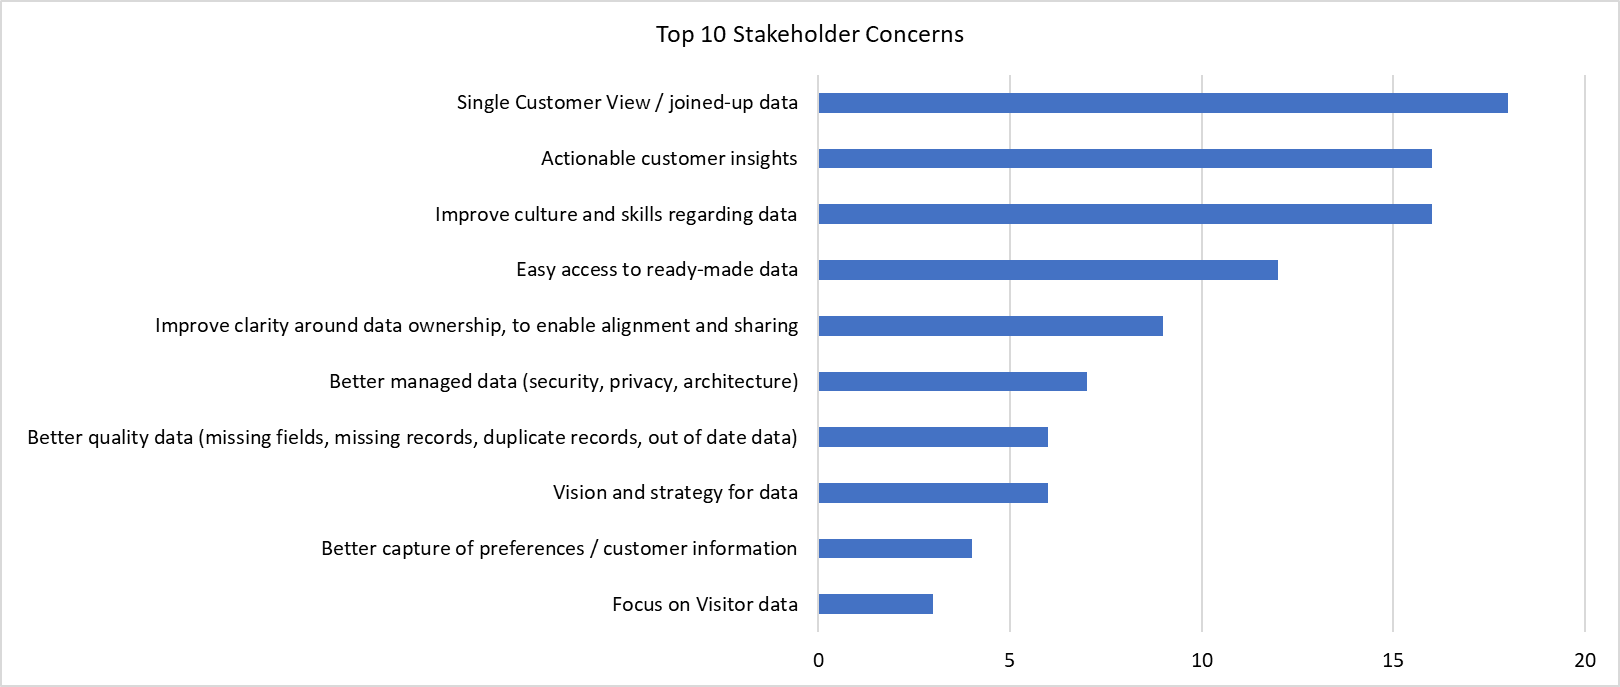 Top 10 Stakeholder Concerns
Single Customer View / joined-up data
Actionable customer insights
Improve culture and skills regarding data
Easy access to ready-made data
Improve clarity around data ownership, to enable alignment and sharing
Better managed data (security, privacy, architecture)
Better quality data (missing fields, missing records, duplicate records, out of date data)
Vision and strategy for data
Better capture of preferences / customer information
Focus on Visitor data
0 5 10 15 20